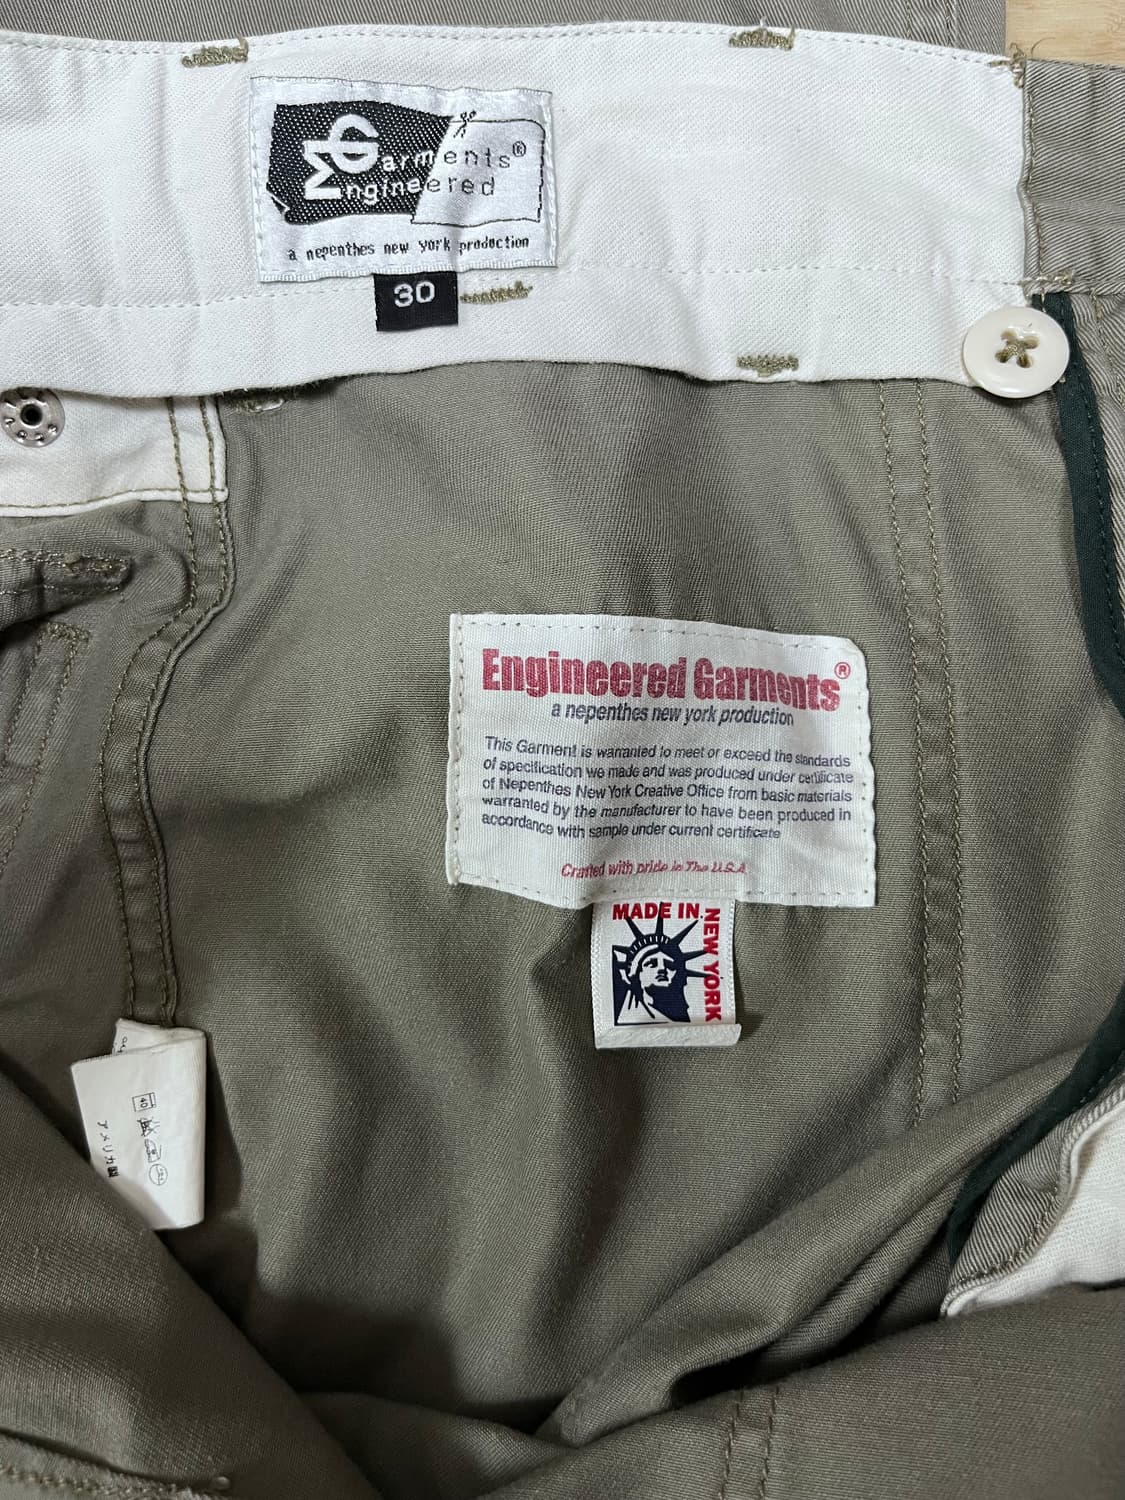 Garments®
Engineered
a nepenthes new york production
30
Engineered Garments®
a nepenthes new york production
This Garment is warranted to meet or exceed the standards
of specification we made and was produced under certificate
of Nepenthes New York Creative Office from basic materials
warranted by the manufacturer to have been produced in
accordance with sample under current certificate
Crafted with pride in The U.S.A.
MADE IN
NEW YORK
40
アメリカ製